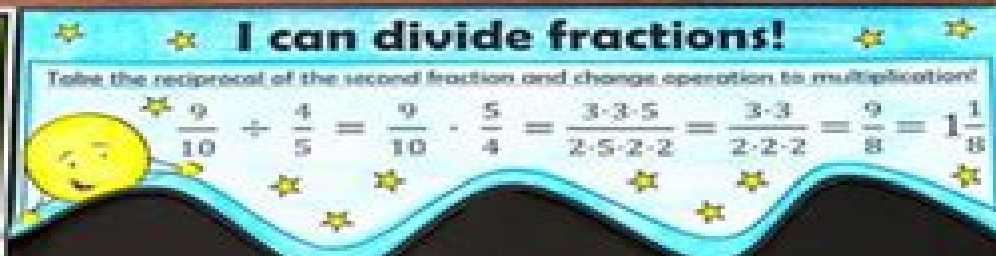 I can divide fractions!
Take the reciprocal of the second fraction and change operation to multiplication!
9/10 ÷ 4/5 = 9/10 · 5/4 = 3·3·5/2·5·2·2 = 3·3/2·2·2 = 9/8 = 1 1/8